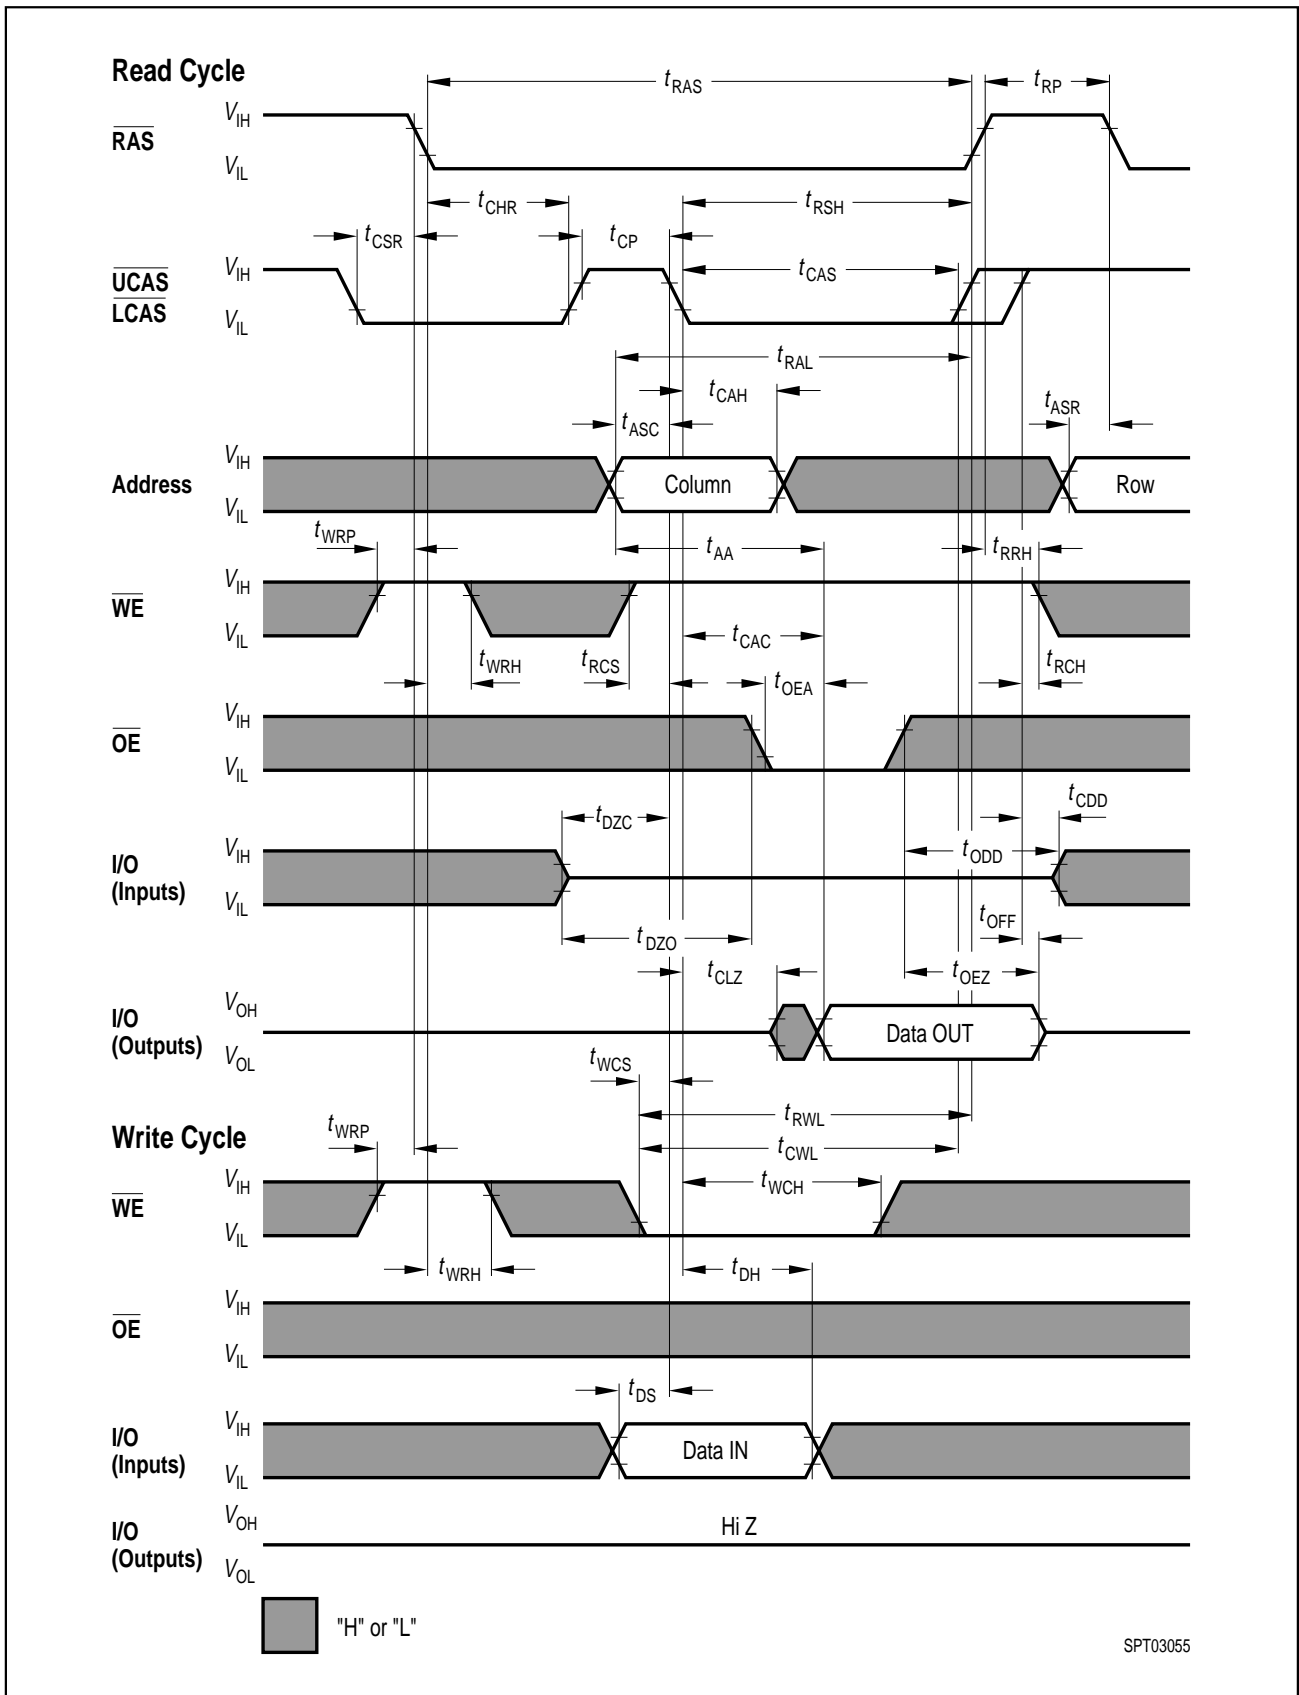 Read Cycle
tRAS
tRP
RAS
VIH
VIL
tCHR
tRSH
tCSR
tCP
UCAS
LCAS
VIH
VIL
tCAS
tRAL
tCAH
tASR
tASC
Address
VIH
VIL
Column
Row
tWRP
tAA
tRRH
WE
VIH
VIL
tCAC
tWRH
tRCS
tRCH
tOEA
OE
VIH
VIL
tCDD
tDZC
tODD
I/O
(Inputs)
VIH
VIL
tOFF
tDZO
tCLZ
tOEZ
I/O
(Outputs)
VOH
VOL
Data OUT
tWCS
tRWL
Write Cycle
tWRP
tCWL
WE
VIH
VIL
tWCH
tWRH
tDH
OE
VIH
VIL
tDS
I/O
(Inputs)
VIH
VIL
Data IN
I/O
(Outputs)
VOH
VOL
Hi Z
"H" or "L"
SPT03055